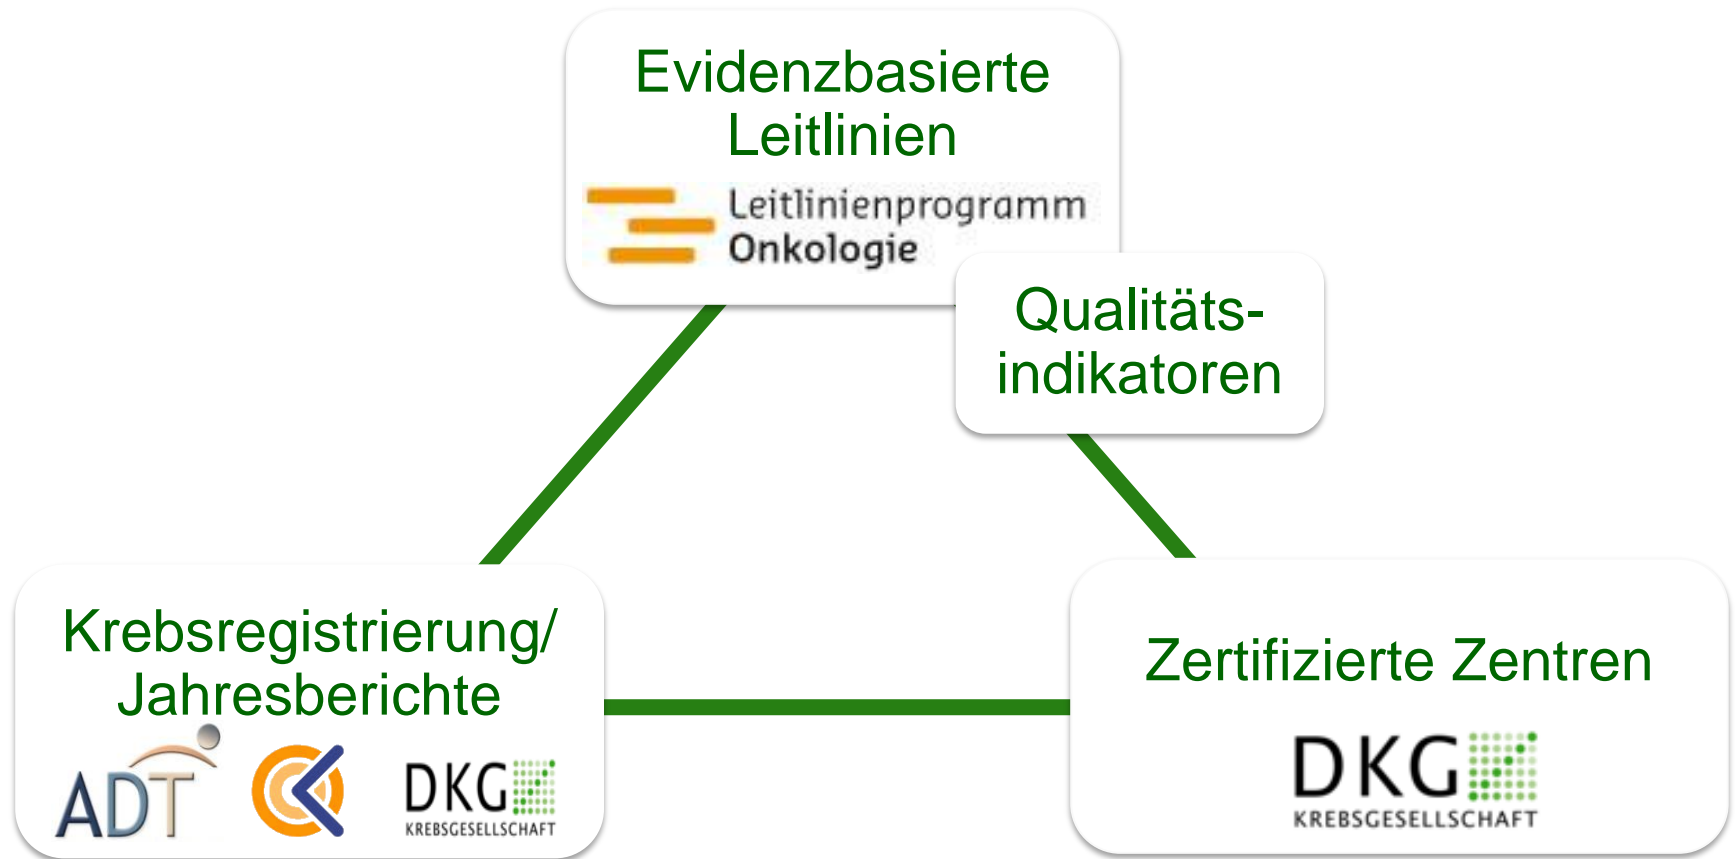 Evidenzbasierte
Leitlinien
Leitlinienprogramm
Onkologie
Qualitäts-
indikatoren
Krebsregistrierung/
Jahresberichte
ADT
DKG
KREBSGESELLSCHAFT
Zertifizierte Zentren
DKG
KREBSGESELLSCHAFT